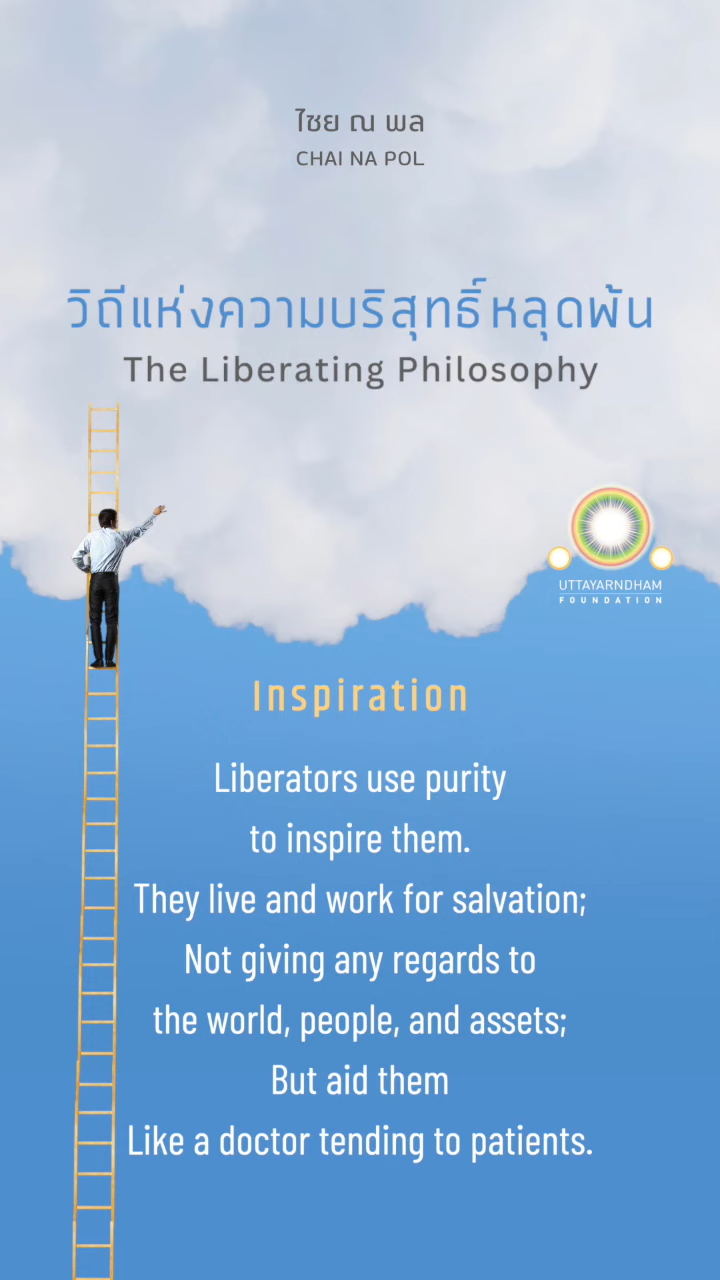 ไชย ณ พล
CHAI NA POL
วิถีแห่งความบริสุทธิ์หลุดพ้น
The Liberating Philosophy
UTTAYARNDHAM
FOUNDATION
Inspiration
Liberators use purity
to inspire them.
They live and work for salvation;
Not giving any regards to
the world, people, and assets;
But aid them
Like a doctor tending to patients.